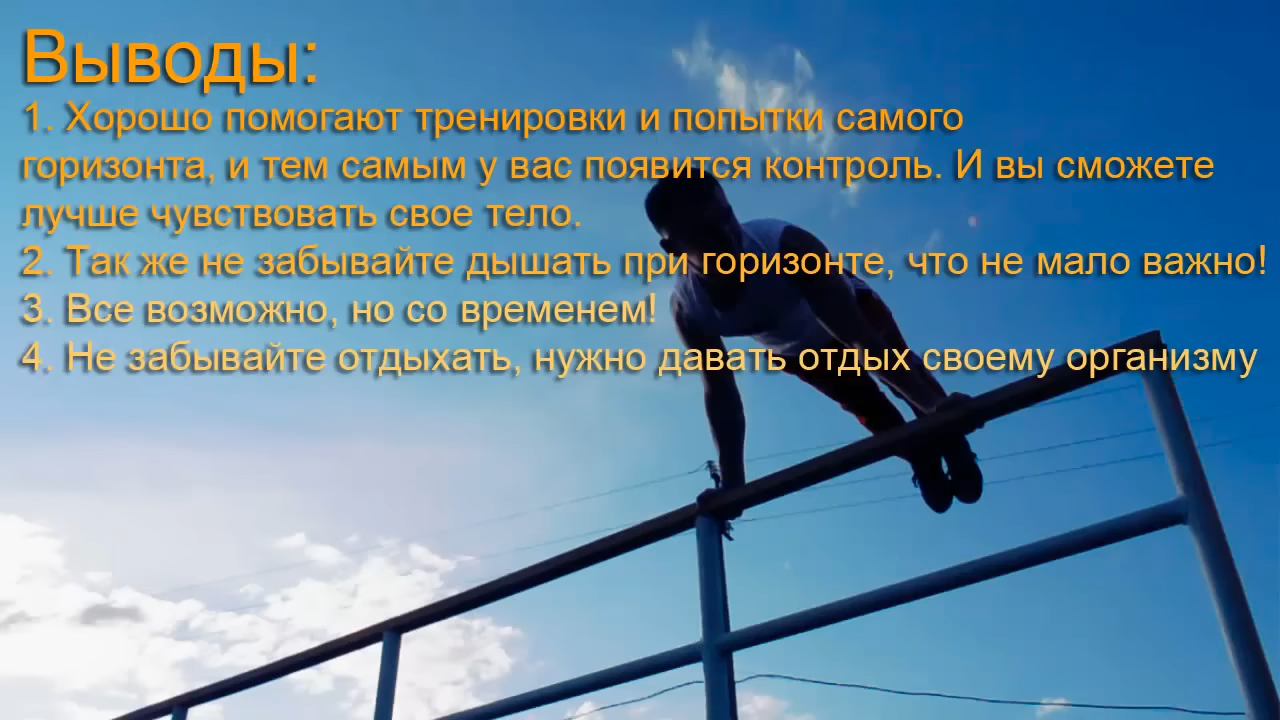 Выводы:
1. Хорошо помогают тренировки и попытки самого
горизонта, и тем самым у вас появится контроль. И вы сможете
лучше чувствовать свое тело.
2. Так же не забывайте дышать при горизонте, что не мало важно!
3. Все возможно, но со временем!
4. Не забывайте отдыхать, нужно давать отдых своему организму